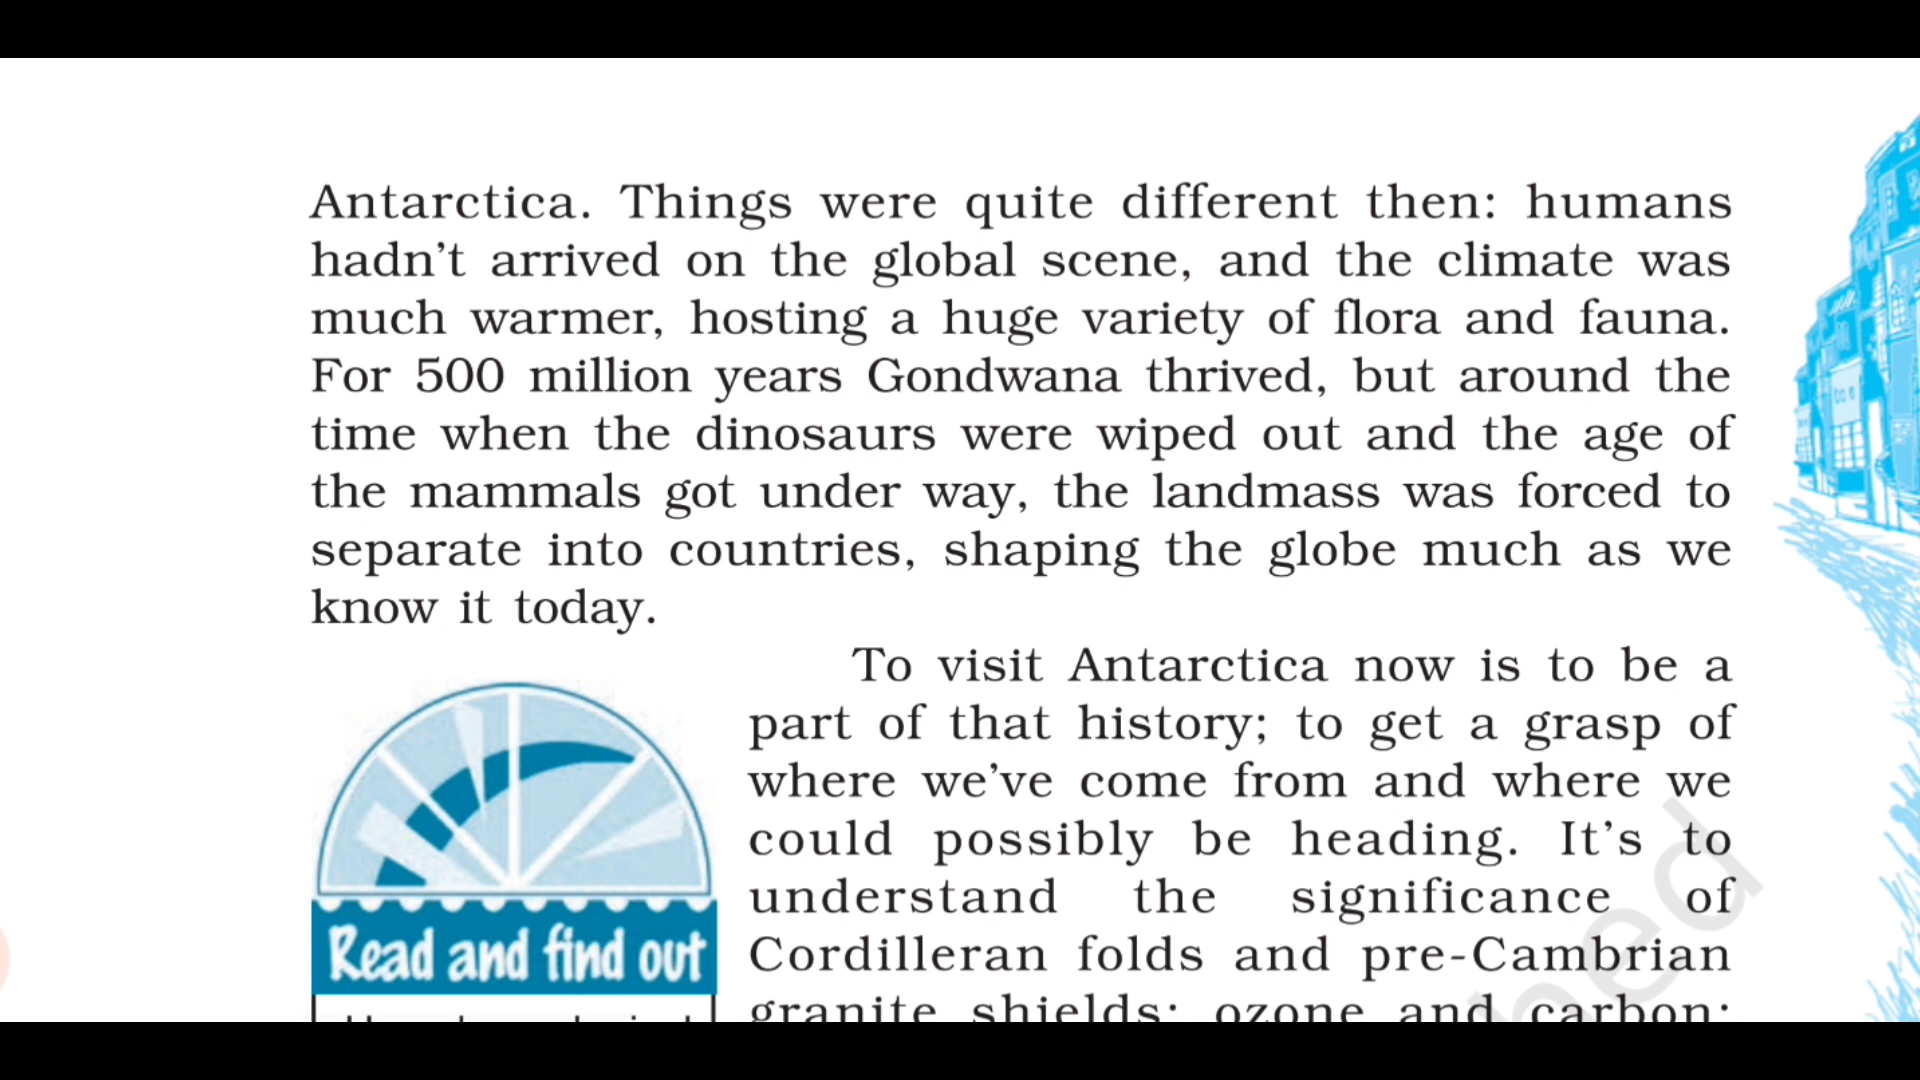 Antarctica. Things were quite different then: humans
hadn’t arrived on the global scene, and the climate was
much warmer, hosting a huge variety of flora and fauna.
For 500 million years Gondwana thrived, but around the
time when the dinosaurs were wiped out and the age of
the mammals got under way, the landmass was forced to
separate into countries, shaping the globe much as we
know it today.
To visit Antarctica now is to be a
part of that history; to get a grasp of
where we’ve come from and where we
could possibly be heading. It’s to
understand the significance of
Cordilleran folds and pre-Cambrian
granite shields; ozone and carbon;
Read and find out